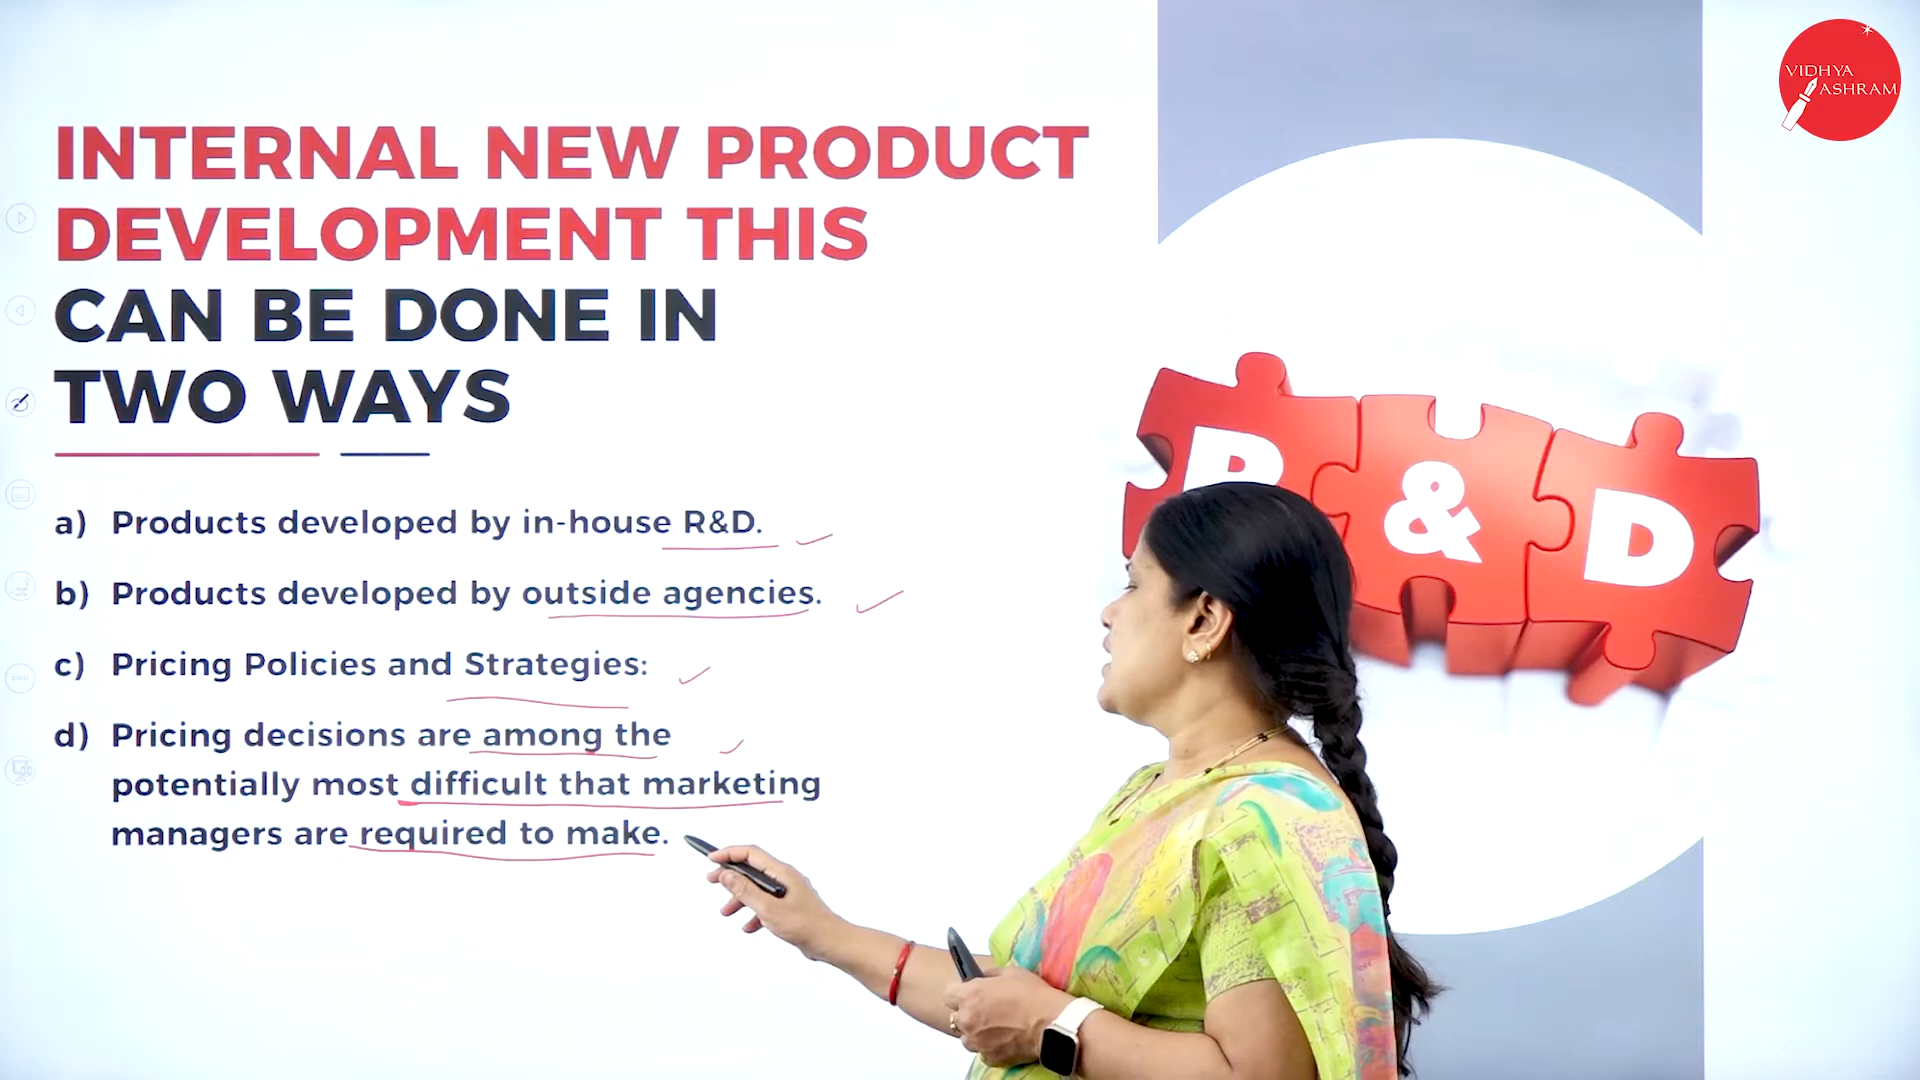 VIDHYA
ASHRAM
INTERNAL NEW PRODUCT
DEVELOPMENT THIS
CAN BE DONE IN
TWO WAYS
a) Products developed by in-house R&D.
b) Products developed by outside agencies.
c) Pricing Policies and Strategies:
d) Pricing decisions are among the
potentially most difficult that marketing
managers are required to make.
R & D